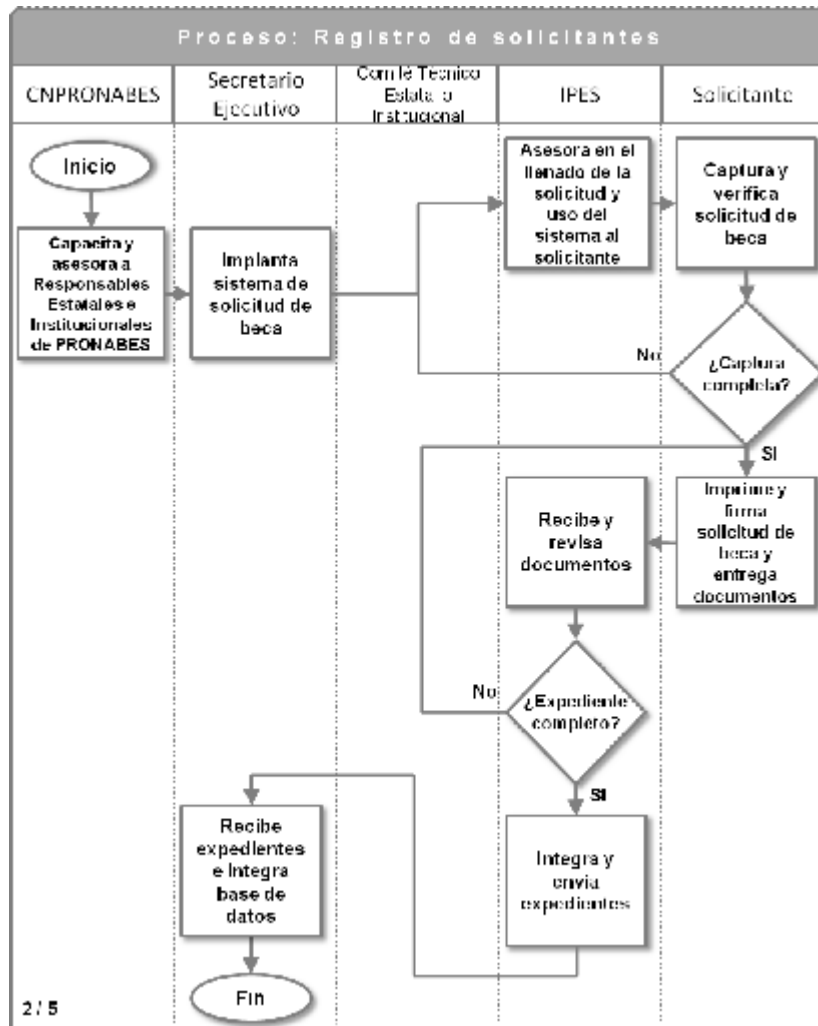 Proceso: Registro de solicitantes
CNPRONABES
Secretario
Ejecutivo
Comité Técnico
Estatal o
Institucional
IPES
Solicitante
Inicio
Capacita y
asesora a
Responsables
Estatales e
Institucionales
de PRONABES
Implanta
sistema de
solicitud de
beca
Asesora en el
llenado de la
solicitud y
uso del
sistema al
solicitante
Captura y
verifica
solicitud de
beca
No
¿Captura
completa?
SI
Imprime y
firma
solicitud de
beca y
entrega
documentos
Recibe y
revisa
documentos
No
¿Expediente
completo?
SI
Integra y
envia
expedientes
Recibe
expedientes
e Integra
base de
datos
Fin
2 / 5